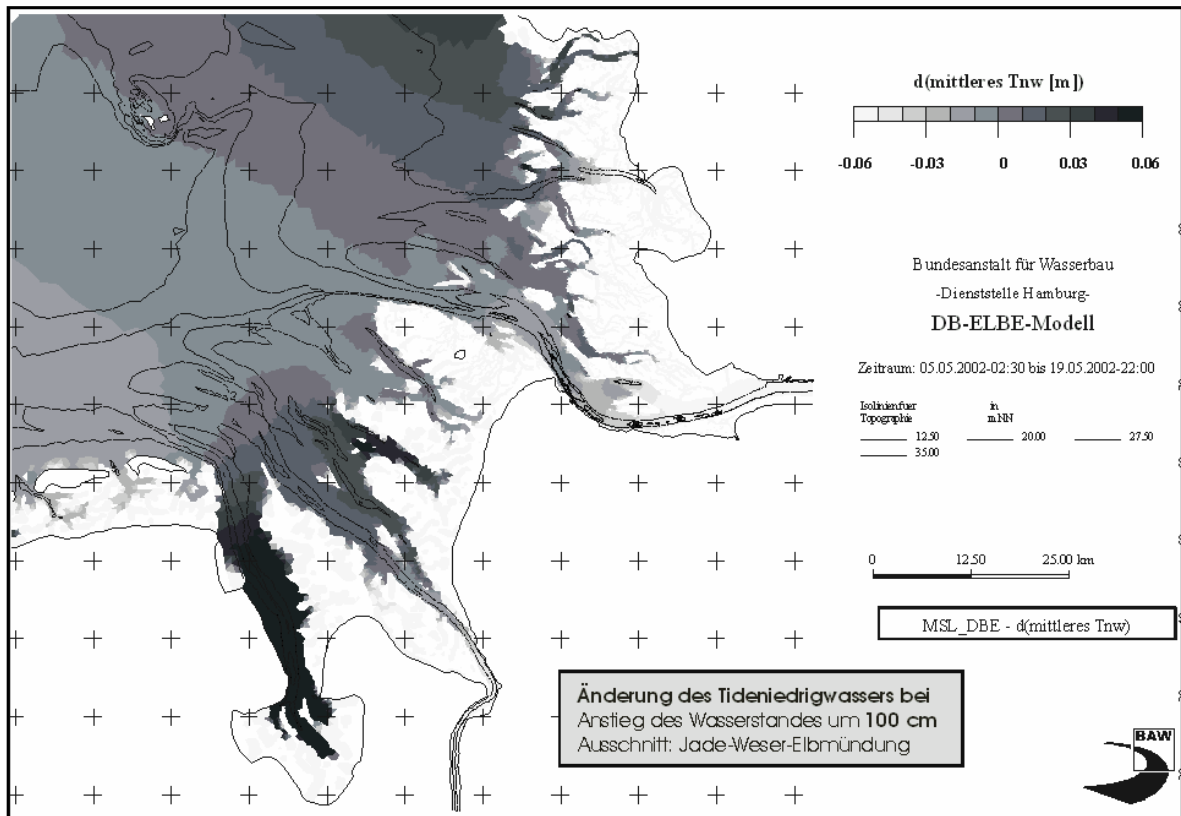 d(mittleres Tnw [m])
-0.06 -0.03 0 0.03 0.06
Bundesanstalt für Wasserbau
-Dienststelle Hamburg-
DB-ELBE-Modell
Zeitraum: 05.05.2002-02:30 bis 19.05.2002-22:00
Isolinienfuer in
Topographie m.NN
12.50 20.00 27.50
35.00
0 12.50 25.00 km
MSL_DBE - d(mittleres Tnw)
Änderung des Tideniedrigwassers bei
Anstieg des Wasserstandes um 100 cm
Ausschnitt: Jade-Weser-Elbmündung
BAW